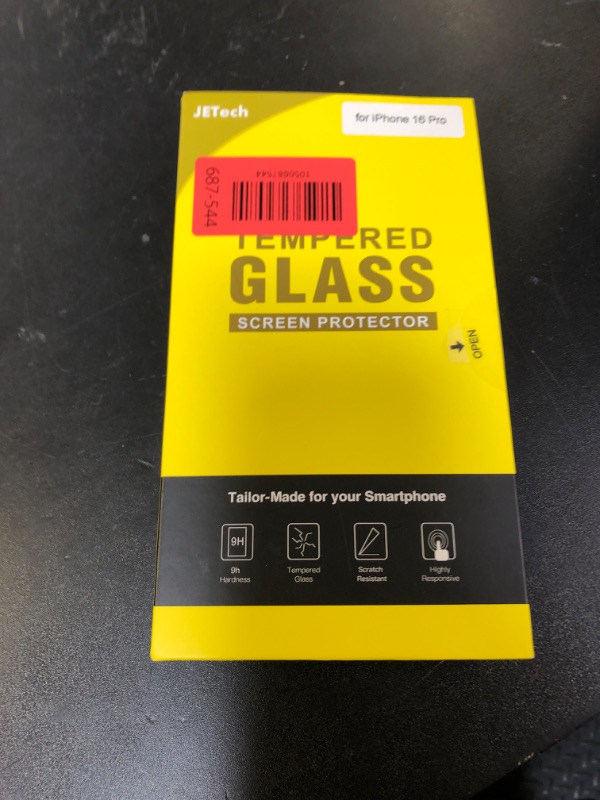 JETech
for iPhone 16 Pro
687-544
1050687544
TEMPERED
GLASS
SCREEN PROTECTOR
OPEN
Tailor-Made for your Smartphone
9H
9h
Hardness
Tempered
Glass
Scratch
Resistant
Highly
Responsive